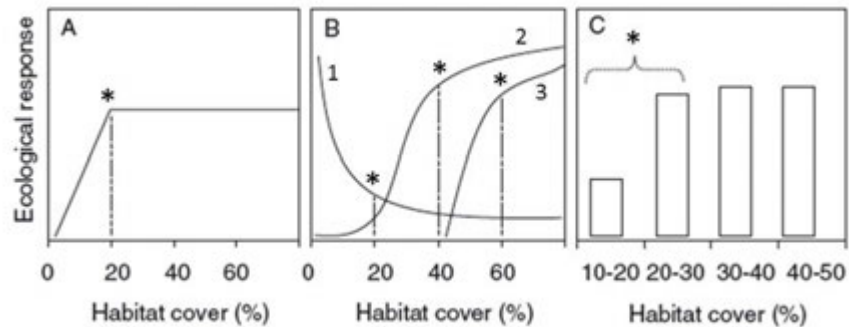 Ecological response
A
*
0 20 40 60
Habitat cover (%)
B
1
2
3
*
*
*
0 20 40 60
Habitat cover (%)
C
*
10-20 20-30 30-40 40-50
Habitat cover (%)